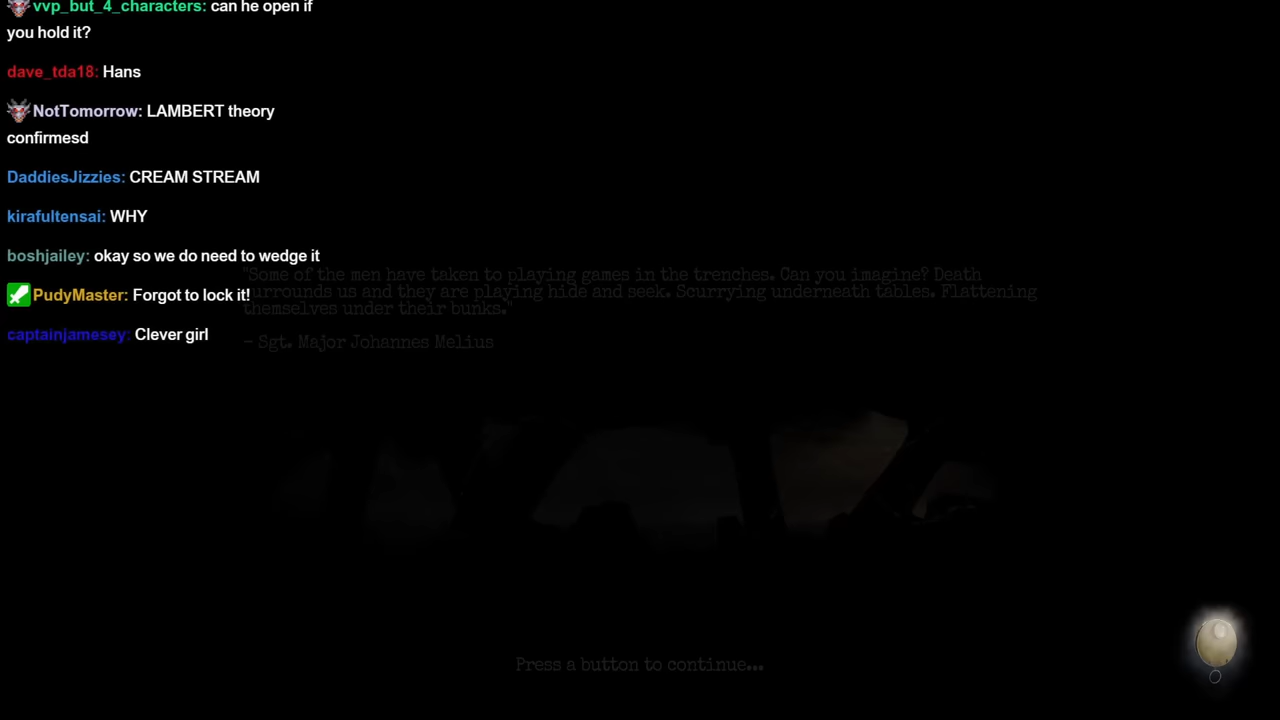 vvp_but_4_characters: can he open if
you hold it?
dave_tda18: Hans
NotTomorrow: LAMBERT theory
confirmesd
DaddiesJizzies: CREAM STREAM
kirafultensai: WHY
boshjailey: okay so we do need to wedge it
PudyMaster: Forgot to lock it!
captainjamesey: Clever girl
"Some of the men have taken to playing games in the trenches. Can you imagine? Death
surrounds us and they are playing hide and seek. Scurrying underneath tables. Flattening
themselves under their bunks."
- Sgt. Major Johannes Melius
Press a button to continue...